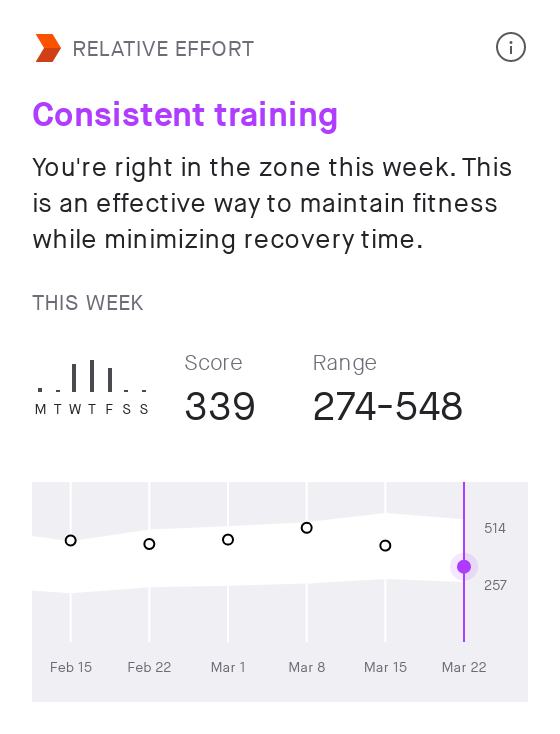 RELATIVE EFFORT
Consistent training
You're right in the zone this week. This
is an effective way to maintain fitness
while minimizing recovery time.
THIS WEEK
Score
Range
339
274-548
M T W T F S S
514
257
Feb 15
Feb 22
Mar 1
Mar 8
Mar 15
Mar 22